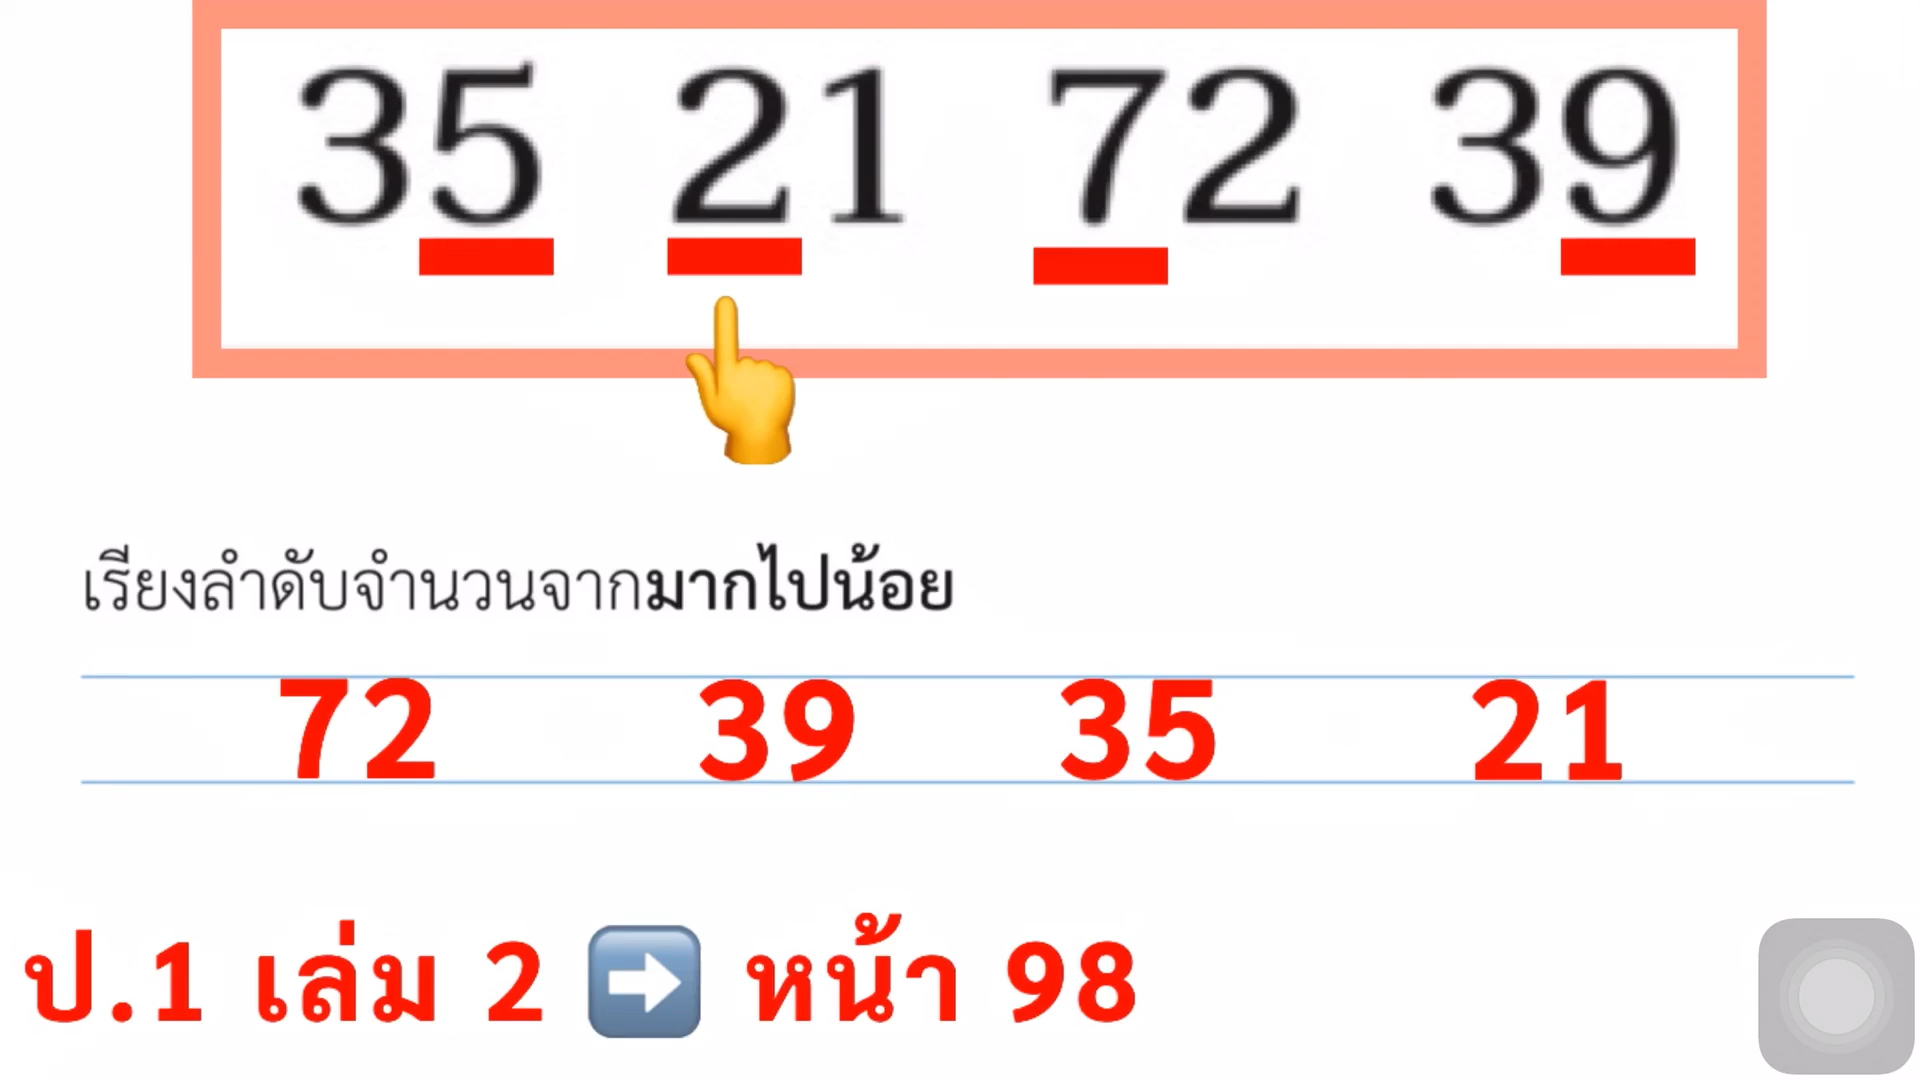 35 21 72 39
เรียงลำดับจำนวนจากมากไปน้อย
72 39 35 21
ป.1 เล่ม 2 ➡️ หน้า 98